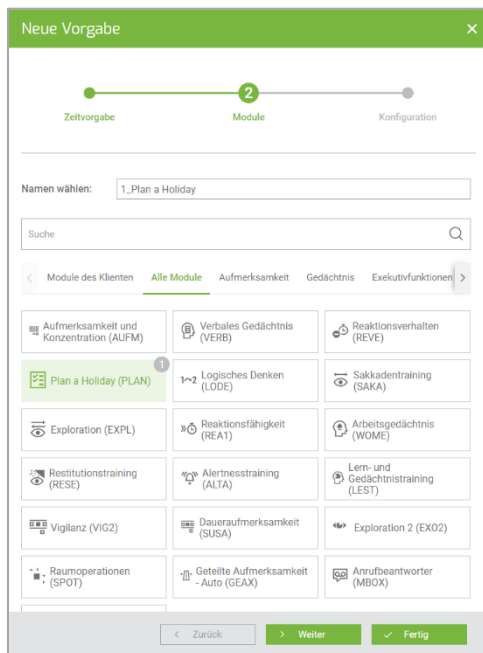 Neue Vorgabe
2
Zeitvorgabe
Module
Konfiguration
Namen wählen:
1_Plan a Holiday
Suche
Module des Klienten
Alle Module
Aufmerksamkeit
Gedächtnis
Exekutivfunktionen
Aufmerksamkeit und
Konzentration (AUFM)
Verbales Gedächtnis
(VERB)
Reaktionsverhalten
(REVE)
1
Plan a Holiday (PLAN)
1~2
Logisches Denken
(LODE)
Sakkadentraining
(SAKA)
Exploration (EXPL)
Reaktionsfähigkeit
(REA1)
Arbeitsgedächtnis
(WOME)
Restitutionstraining
(RESE)
Alertnesstraining
(ALTA)
Lern- und
Gedächtnistraining
(LEST)
Vigilanz (VIG2)
Daueraufmerksamkeit
(SUSA)
Exploration 2 (EXO2)
Raumoperationen
(SPOT)
Geteilte Aufmerksamkeit
- Auto (GEAX)
Anrufbeantworter
(MBOX)
Zurück
Weiter
Fertig